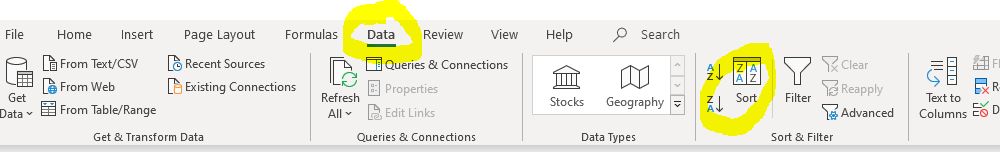 File Home Insert Page Layout Formulas Data Review View Help Search
Get Data
From Text/CSV
From Web
From Table/Range
Recent Sources
Existing Connections
Get & Transform Data
Refresh All
Queries & Connections
Properties
Edit Links
Queries & Connections
Stocks
Geography
Data Types
A Z
Z A
Z A A Z
Sort
Filter
Clear
Reapply
Advanced
Sort & Filter
Text to Columns